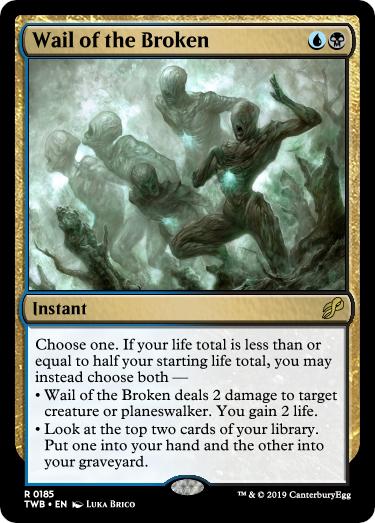 Wail of the Broken
Instant
Choose one. If your life total is less than or
equal to half your starting life total, you may
instead choose both —
• Wail of the Broken deals 2 damage to target
creature or planeswalker. You gain 2 life.
• Look at the top two cards of your library.
Put one into your hand and the other into
your graveyard.
R 0185
TWB • EN Luka Brico
™ & © 2019 CanterburyEgg